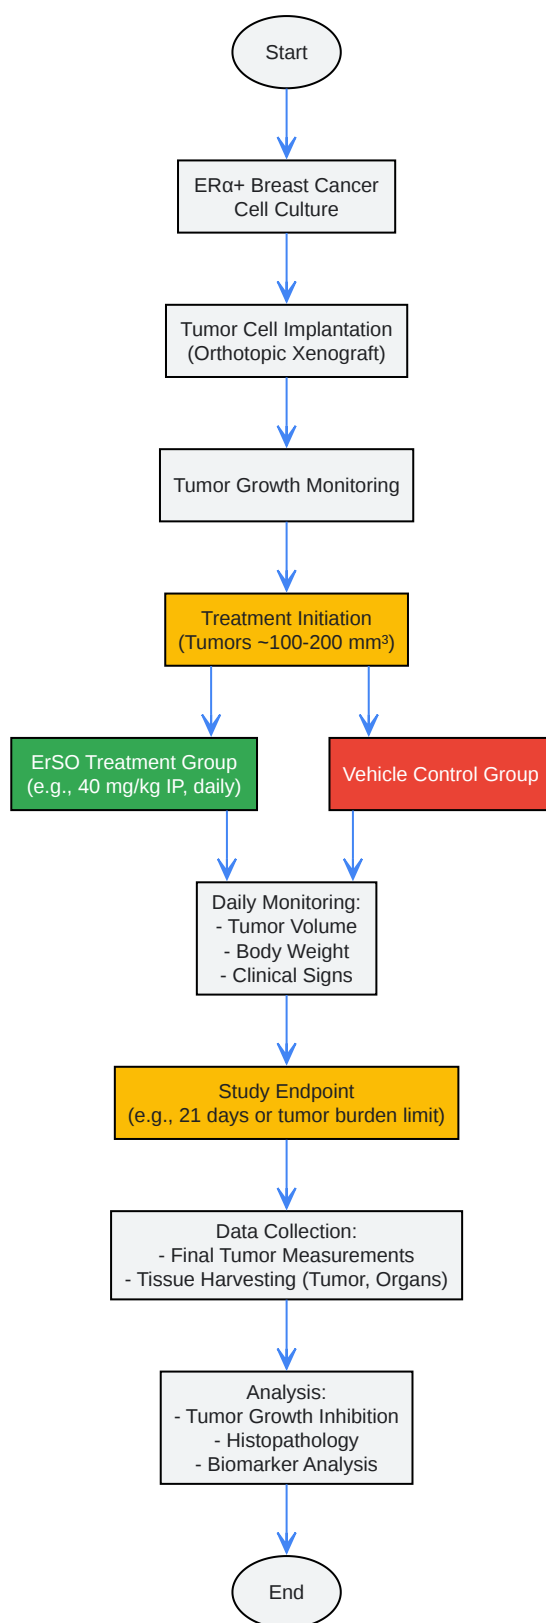 Start
ERα+ Breast Cancer
Cell Culture
Tumor Cell Implantation
(Orthotopic Xenograft)
Tumor Growth Monitoring
Treatment Initiation
(Tumors ~100-200 mm³)
ErSO Treatment Group
(e.g., 40 mg/kg IP, daily)
Vehicle Control Group
Daily Monitoring:
- Tumor Volume
- Body Weight
- Clinical Signs
Study Endpoint
(e.g., 21 days or tumor burden limit)
Data Collection:
- Final Tumor Measurements
- Tissue Harvesting (Tumor, Organs)
Analysis:
- Tumor Growth Inhibition
- Histopathology
- Biomarker Analysis
End